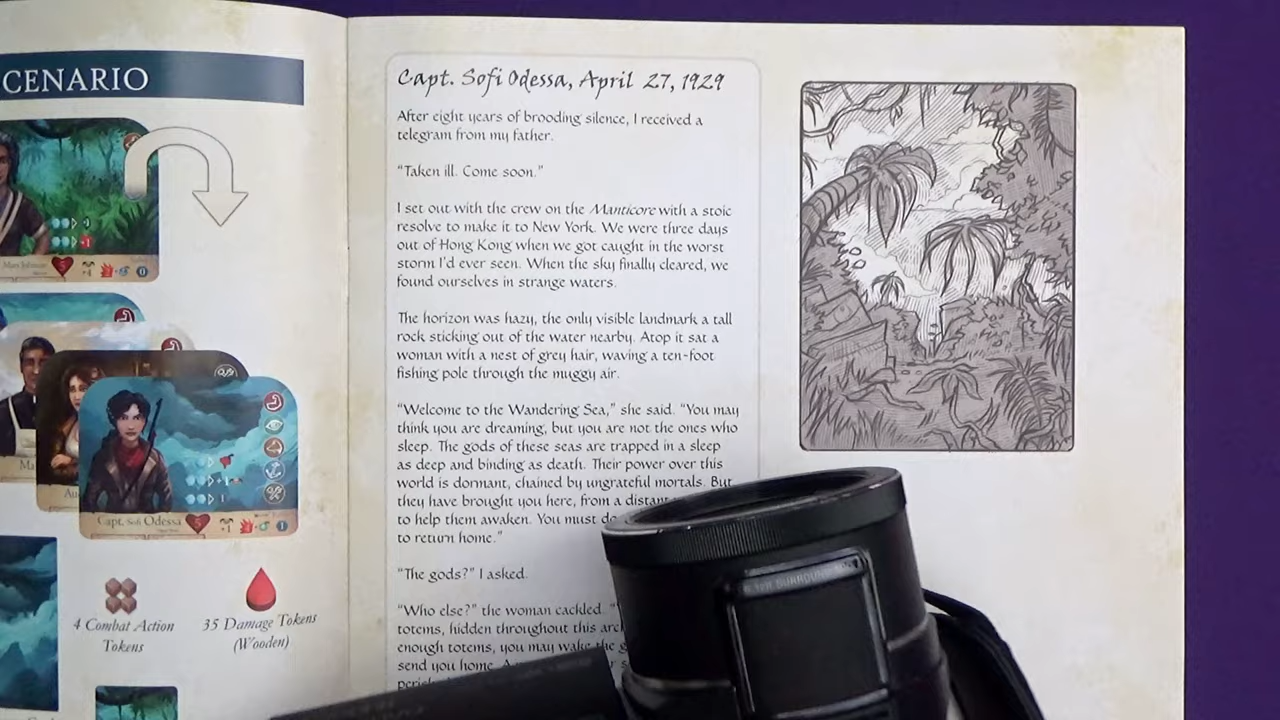 CENARIO
Capt. Sofi Odessa
4 Combat Action
Tokens
35 Damage Tokens
(Wooden)
Capt. Sofi Odessa, April 27, 1929
After eight years of brooding silence, I received a
telegram from my father.
“Taken ill. Come soon.”
I set out with the crew on the Manticore with a stoic
resolve to make it to New York. We were three days
out of Hong Kong when we got caught in the worst
storm I'd ever seen. When the sky finally cleared, we
found ourselves in strange waters.
The horizon was hazy, the only visible landmark a tall
rock sticking out of the water nearby. Atop it sat a
woman with a nest of grey hair, waving a ten-foot
fishing pole through the muggy air.
“Welcome to the Wandering Sea,” she said. “You may
think you are dreaming, but you are not the ones who
sleep. The gods of these seas are trapped in a sleep
as deep and binding as death. Their power over this
world is dormant, chained by ungrateful mortals. But
they have brought you here, from a distant
to help them awaken. You must do
to return home.”
“The gods?” I asked.
“Who else?” the woman cackled.
totems, hidden throughout this
enough totems, you may wake the
send you home.